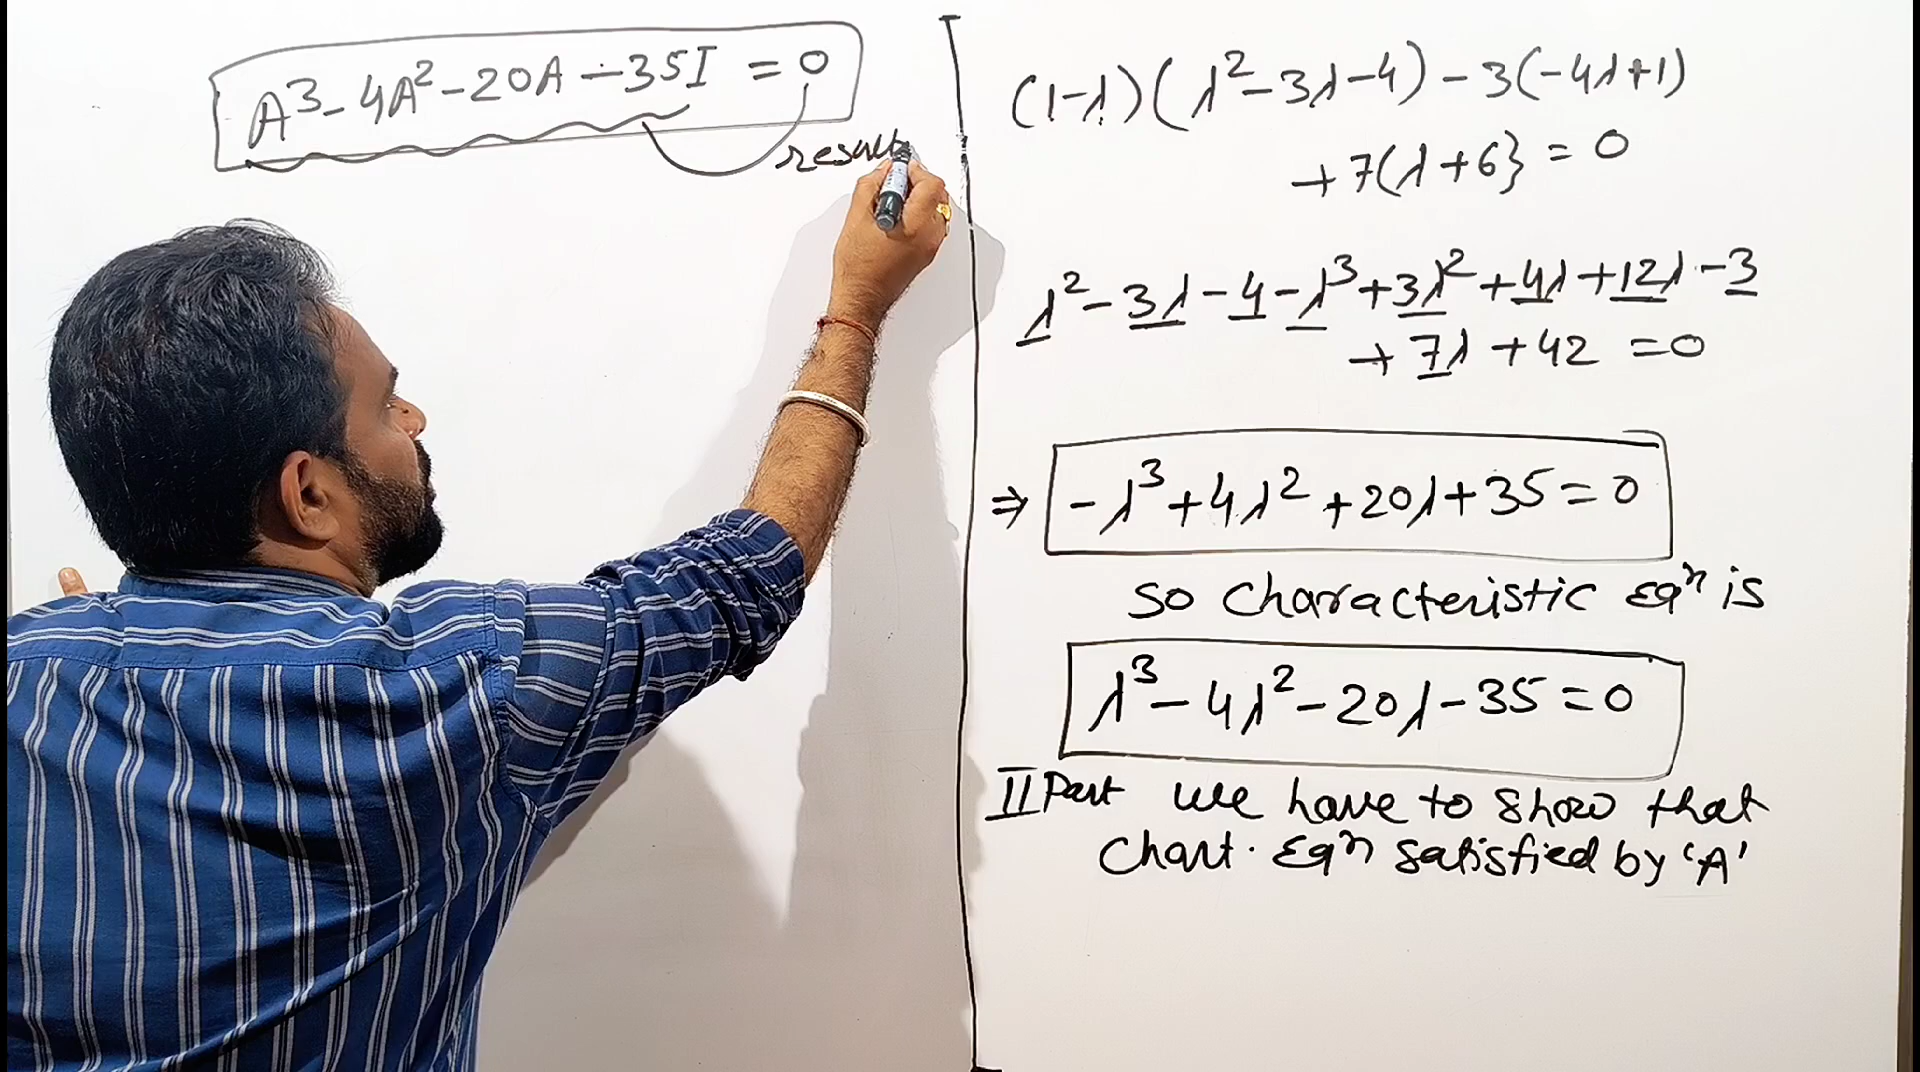 A³ - 4A² - 20A - 35I = 0
result
(1-λ)(λ² - 3λ - 4) - 3(-4λ+1)
+ 7(λ+6} = 0
λ² - 3λ - 4 - λ³ + 3λ² + 4λ + 12λ - 3
+ 7λ + 42 = 0
⇒ -λ³ + 4λ² + 20λ + 35 = 0
so characteristic Eqⁿ is
λ³ - 4λ² - 20λ - 35 = 0
II Part we have to show that
Chart. Eqⁿ satisfied by 'A'